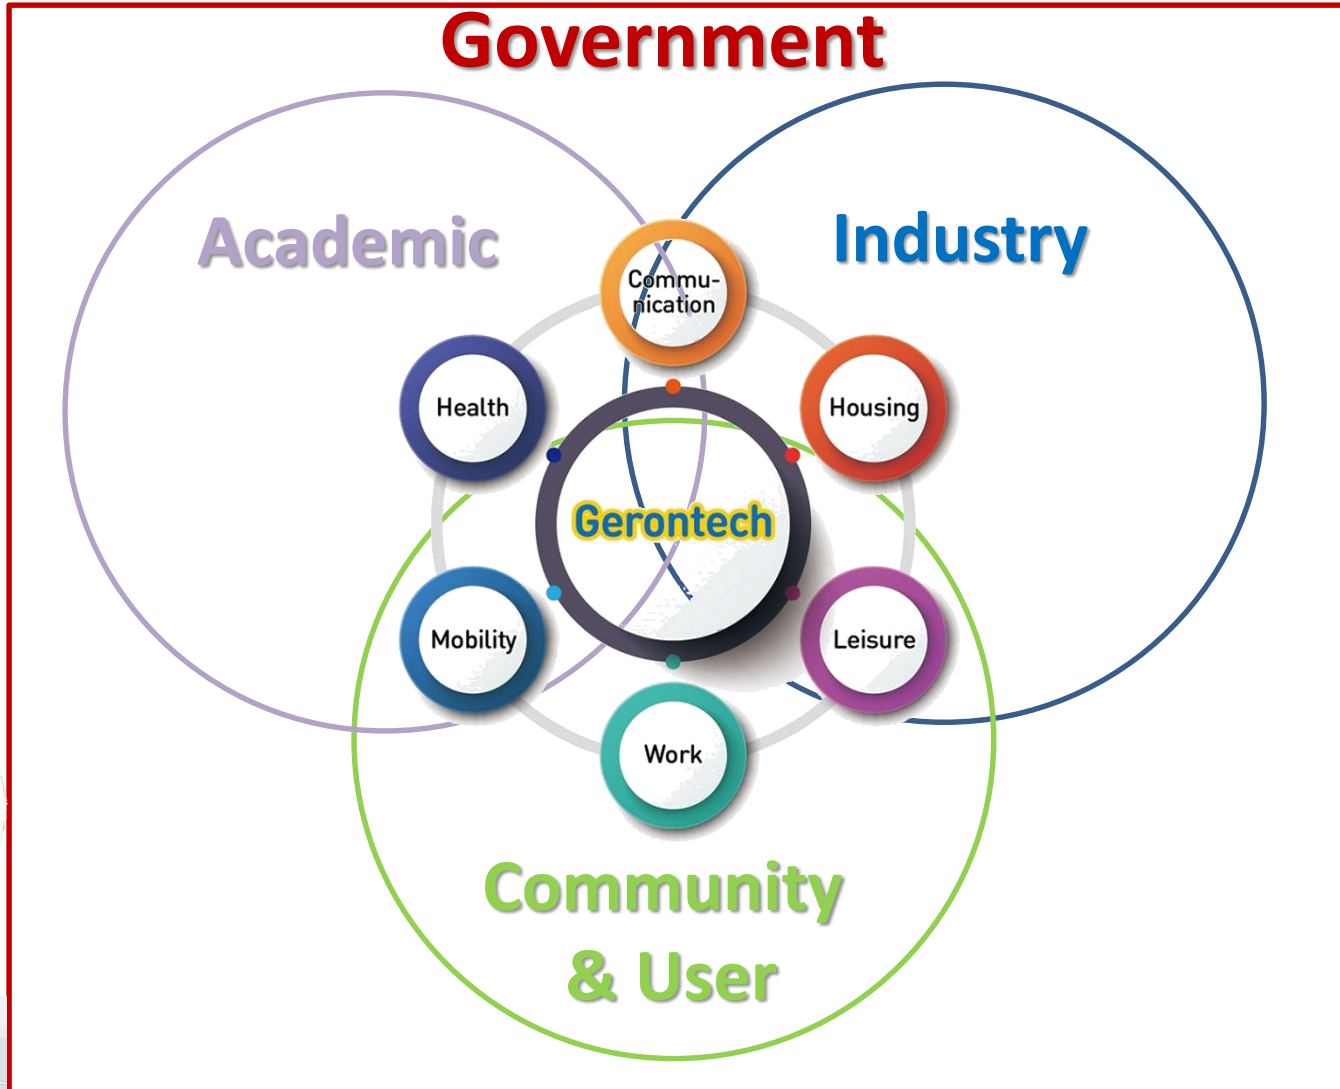 Government
Academic
Industry
Commu-
nication
Health
Housing
Gerontech
Mobility
Leisure
Work
Community
& User